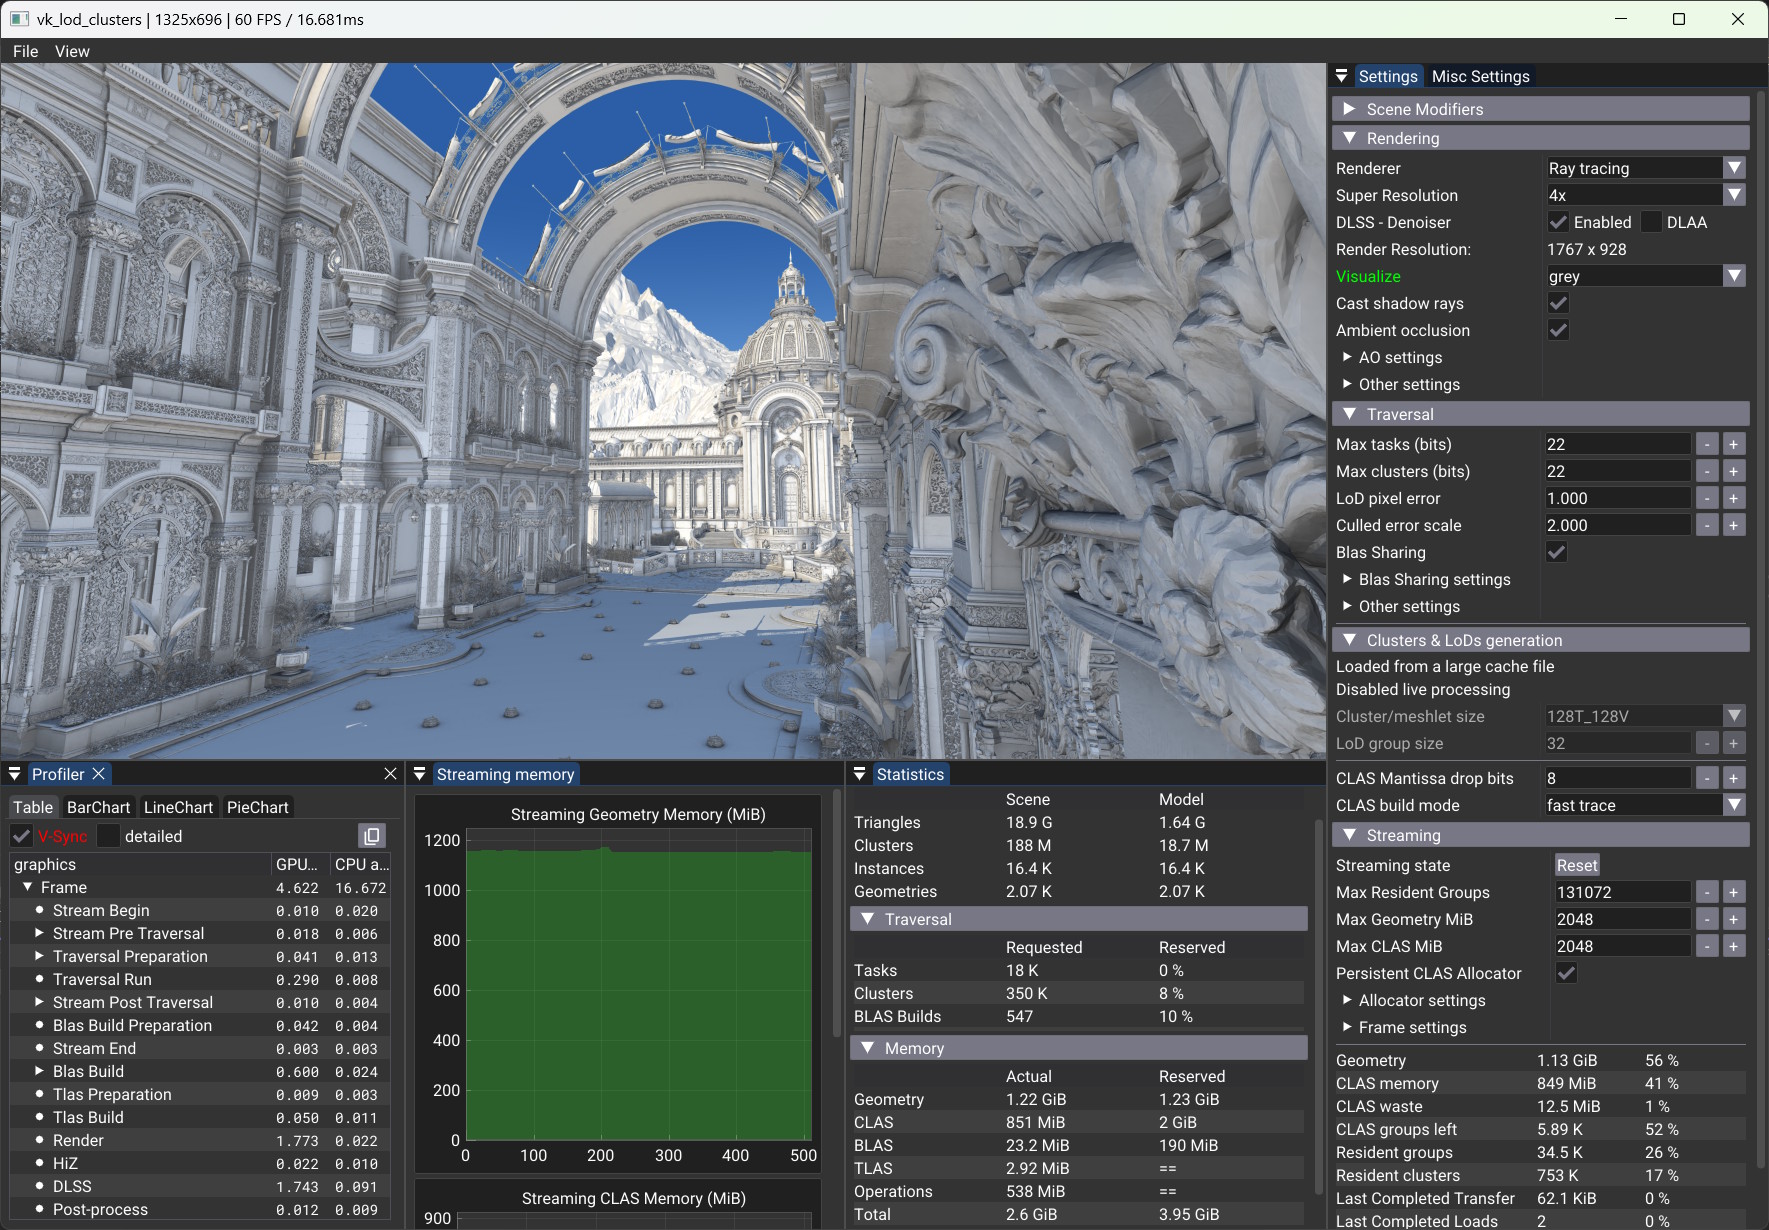 vk_lod_clusters | 1325x696 | 60 FPS / 16.681ms
File View
Settings Misc Settings
Scene Modifiers
Rendering
Renderer Ray tracing
Super Resolution 4x
DLSS - Denoiser Enabled DLAA
Render Resolution: 1767 x 928
Visualize grey
Cast shadow rays
Ambient occlusion
AO settings
Other settings
Traversal
Max tasks (bits) 22 - +
Max clusters (bits) 22 - +
LoD pixel error 1.000 - +
Culled error scale 2.000 - +
Blas Sharing
Blas Sharing settings
Other settings
Clusters & LoDs generation
Loaded from a large cache file
Disabled live processing
Cluster/meshlet size 128T_128V
LoD group size 32 - +
CLAS Mantissa drop bits 8 - +
CLAS build mode fast trace
Streaming
Streaming state Reset
Max Resident Groups 131072 - +
Max Geometry MiB 2048 - +
Max CLAS MiB 2048 - +
Persistent CLAS Allocator
Allocator settings
Frame settings
Geometry 1.13 GiB 56 %
CLAS memory 849 MiB 41 %
CLAS waste 12.5 MiB 1 %
CLAS groups left 5.89 K 52 %
Resident groups 34.5 K 26 %
Resident clusters 753 K 17 %
Last Completed Transfer 62.1 KiB 0 %
Last Completed Loads 2 0 %
Profiler
Table BarChart LineChart PieChart
V-Sync detailed
graphics GPU... CPU a...
Frame 4.622 16.672
Stream Begin 0.010 0.020
Stream Pre Traversal 0.018 0.006
Traversal Preparation 0.041 0.013
Traversal Run 0.290 0.008
Stream Post Traversal 0.010 0.004
Blas Build Preparation 0.042 0.004
Stream End 0.003 0.003
Blas Build 0.600 0.024
Tlas Preparation 0.009 0.003
Tlas Build 0.050 0.011
Render 1.773 0.022
HiZ 0.022 0.010
DLSS 1.743 0.091
Post-process 0.012 0.009
Streaming memory
Streaming Geometry Memory (MiB)
1200
1000
800
600
400
200
0
0 100 200 300 400 500
Streaming CLAS Memory (MiB)
900
Statistics
Scene Model
Triangles 18.9 G 1.64 G
Clusters 188 M 18.7 M
Instances 16.4 K 16.4 K
Geometries 2.07 K 2.07 K
Traversal
Requested Reserved
Tasks 18 K 0 %
Clusters 350 K 8 %
BLAS Builds 547 10 %
Memory
Actual Reserved
Geometry 1.22 GiB 1.23 GiB
CLAS 851 MiB 2 GiB
BLAS 23.2 MiB 190 MiB
TLAS 2.92 MiB ==
Operations 538 MiB ==
Total 2.6 GiB 3.95 GiB